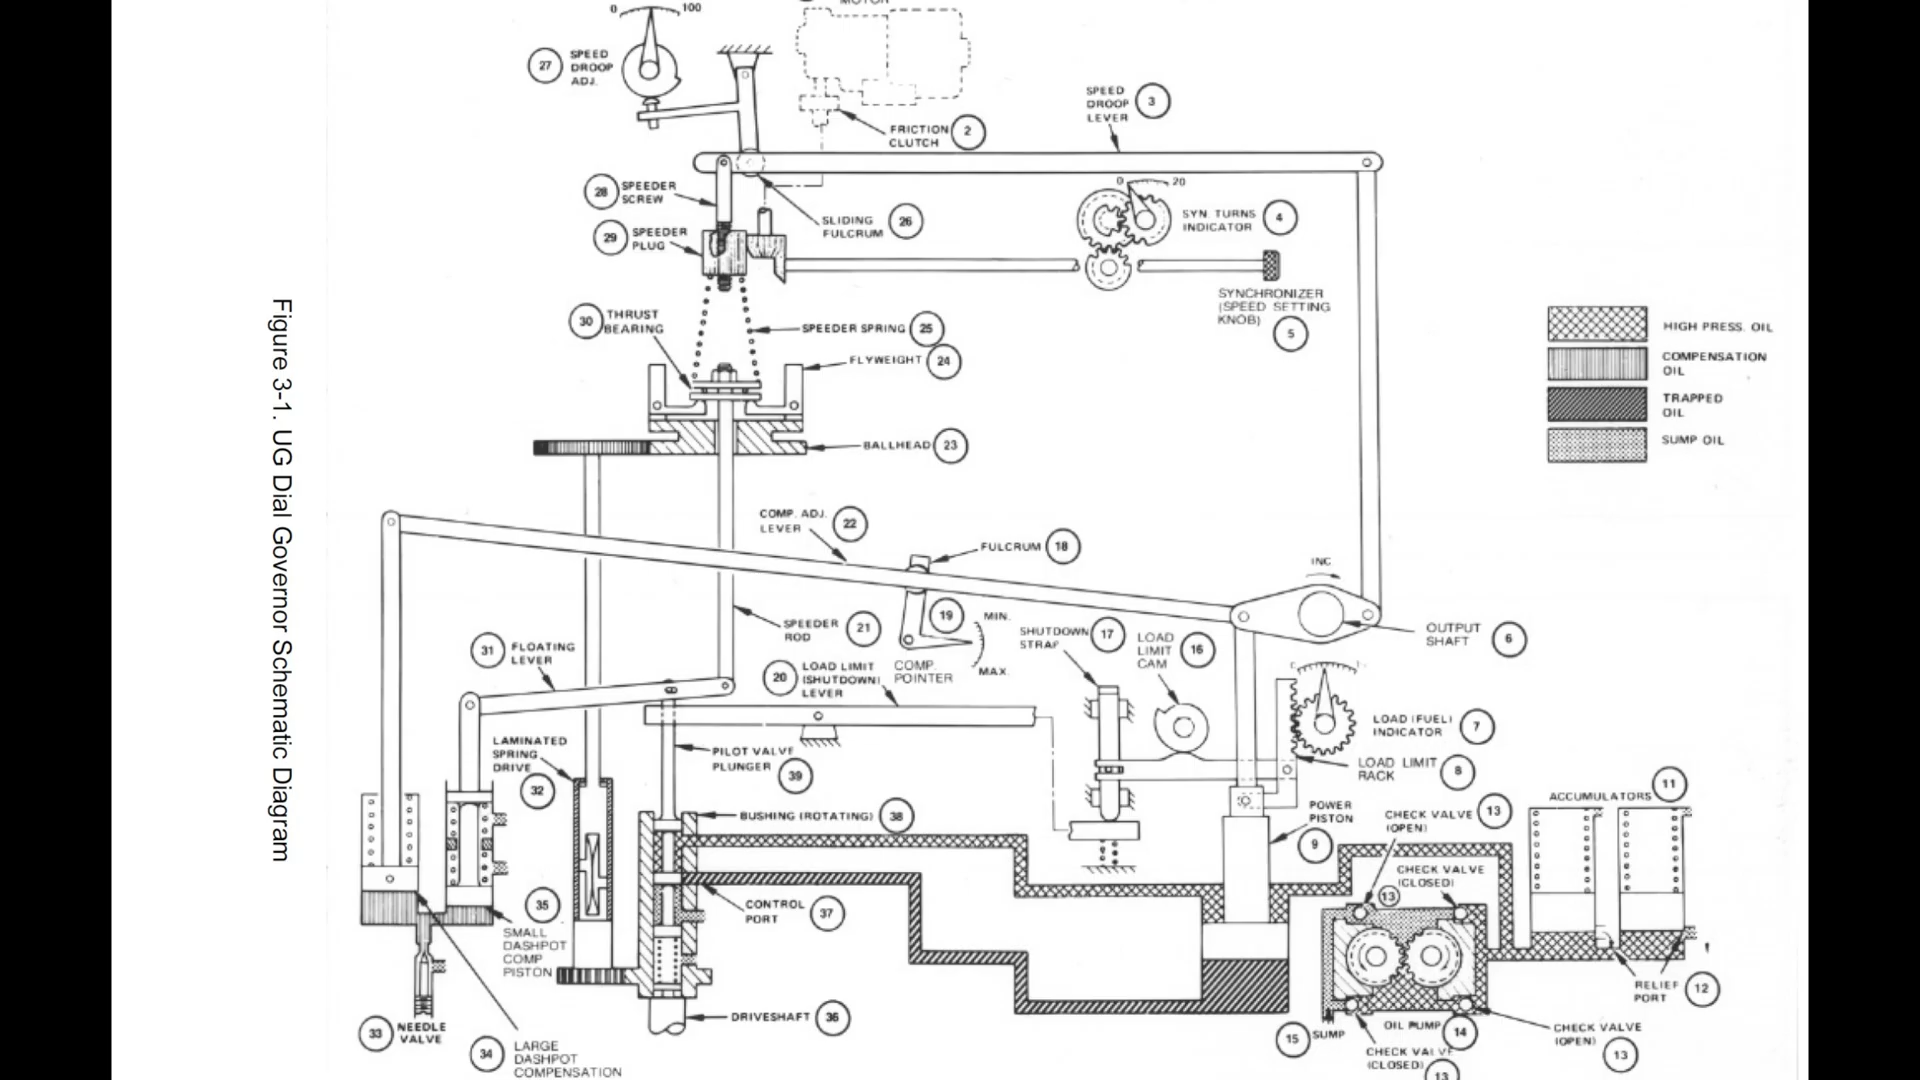 MOTOR
0 100
27 SPEED
DROOP
ADJ.
SPEED
DROOP
LEVER 3
FRICTION
CLUTCH 2
28 SPEEDER
SCREW
0 20
SYN. TURNS
INDICATOR 4
SLIDING
FULCRUM 26
29 SPEEDER
PLUG
SYNCHRONIZER
(SPEED SETTING
KNOB)
5
30 THRUST
BEARING
SPEEDER SPRING 25
FLYWEIGHT 24
BALLHEAD 23
HIGH PRESS. OIL
COMPENSATION
OIL
TRAPPED
OIL
SUMP OIL
Figure 3-1. UG Dial Governor Schematic Diagram
COMP. ADJ.
LEVER 22
FULCRUM 18
INC
19
MIN.
MAX.
COMP.
POINTER
SPEEDER
ROD 21
SHUTDOWN
STRAP 17
LOAD
LIMIT
CAM 16
OUTPUT
SHAFT 6
31 FLOATING
LEVER
20 LOAD LIMIT
(SHUTDOWN)
LEVER
LOAD (FUEL)
INDICATOR 7
LOAD LIMIT
RACK 8
LAMINATED
SPRING
DRIVE
32
PILOT VALVE
PLUNGER 39
BUSHING (ROTATING) 38
POWER
PISTON
9
CHECK VALVE
(OPEN) 13
ACCUMULATORS 11
CHECK VALVE
(CLOSED)
13
CONTROL
PORT 37
35
SMALL
DASHPOT
COMP
PISTON
RELIEF
PORT 12
DRIVESHAFT 36
33 NEEDLE
VALVE
34 LARGE
DASHPOT
COMPENSATION
15 SUMP
OIL PUMP 14
CHECK VALVE
(OPEN)
13
CHECK VALVE
(CLOSED) 13